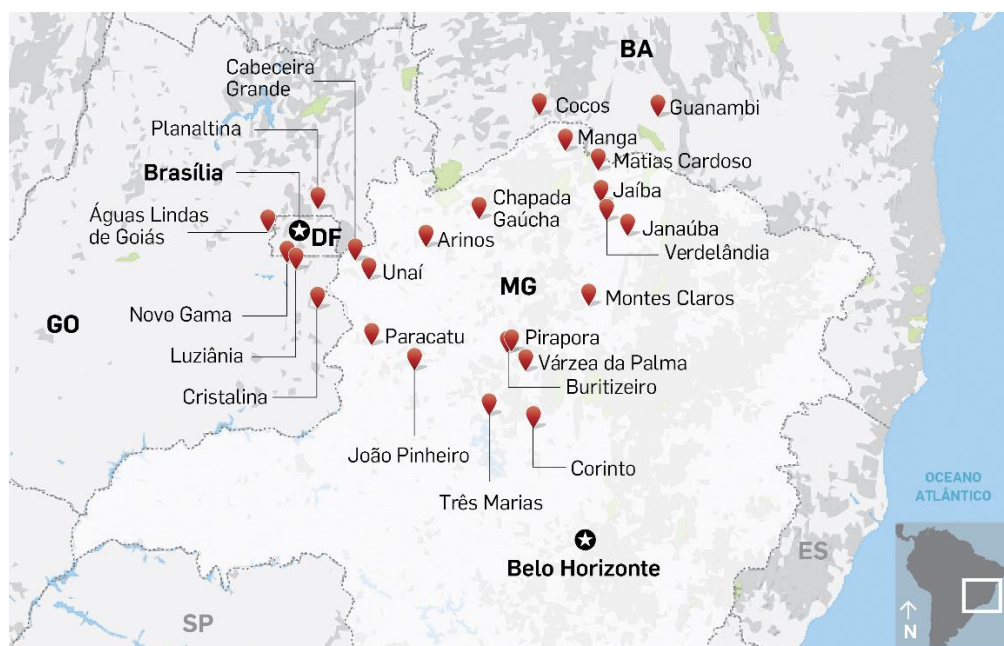 BA
Cabeceira
Grande
Cocos
Guanambi
Planaltina
Manga
Matias Cardoso
Brasília
Jaíba
Chapada
Gaúcha
Águas Lindas
de Goiás
DF
Janaúba
Arinos
Verdelândia
Unaí
MG
Montes Claros
Novo Gama
GO
Paracatu
Pirapora
Luziânia
Várzea da Palma
Buritizeiro
Cristalina
João Pinheiro
Corinto
OCEANO
ATLÂNTICO
Três Marias
ES
Belo Horizonte
SP
N